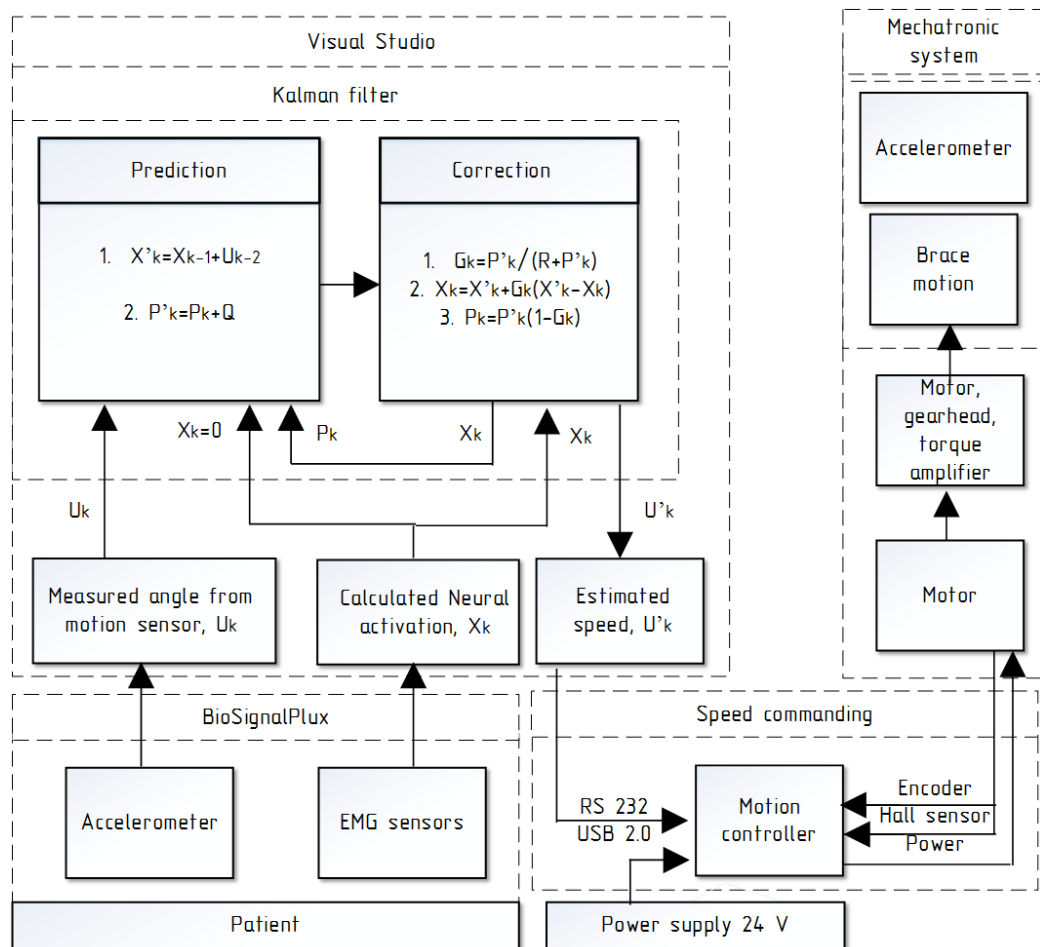 Visual Studio
Kalman filter
Prediction
1. X'k=Xk-1+Uk-2
2. P'k=Pk+Q
Correction
1. Gk=P'k/(R+P'k)
2. Xk=X'k+Gk(X'k-Xk)
3. Pk=P'k(1-Gk)
Xk=0
Pk
Xk
Xk
Uk
U'k
Measured angle from
motion sensor, Uk
Calculated Neural
activation, Xk
Estimated
speed, U'k
BioSignalPlux
Accelerometer
EMG sensors
Patient
Mechatronic
system
Accelerometer
Brace
motion
Motor,
gearhead,
torque
amplifier
Motor
Speed commanding
RS 232
USB 2.0
Motion
controller
Encoder
Hall sensor
Power
Power supply 24 V